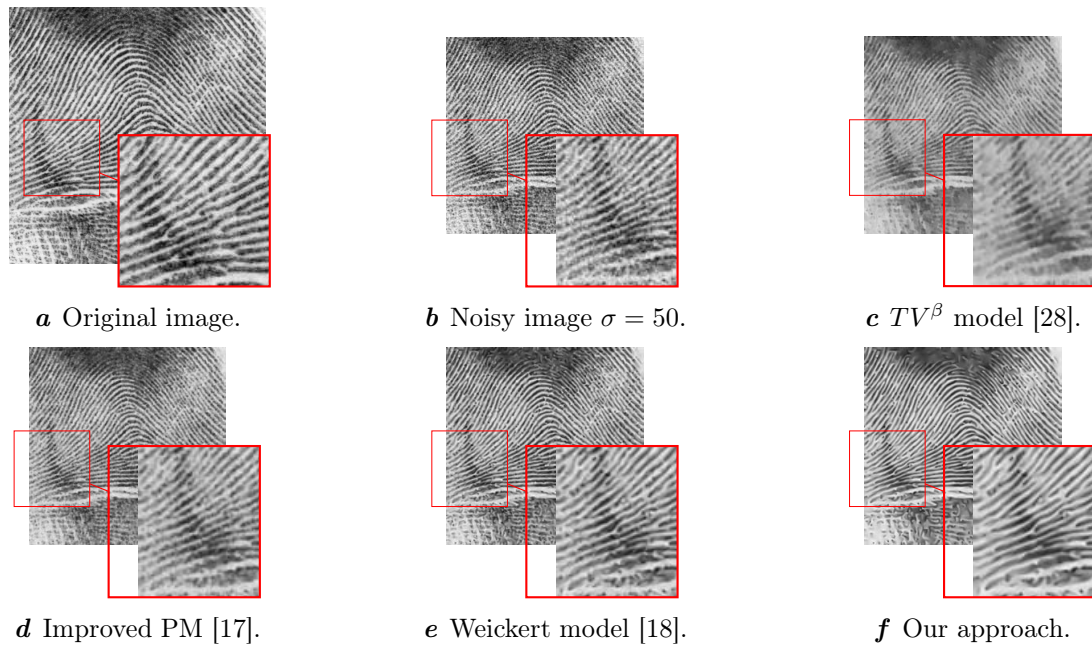 a Original image.
b Noisy image σ = 50.
c TV^β model [28].
d Improved PM [17].
e Weickert model [18].
f Our approach.